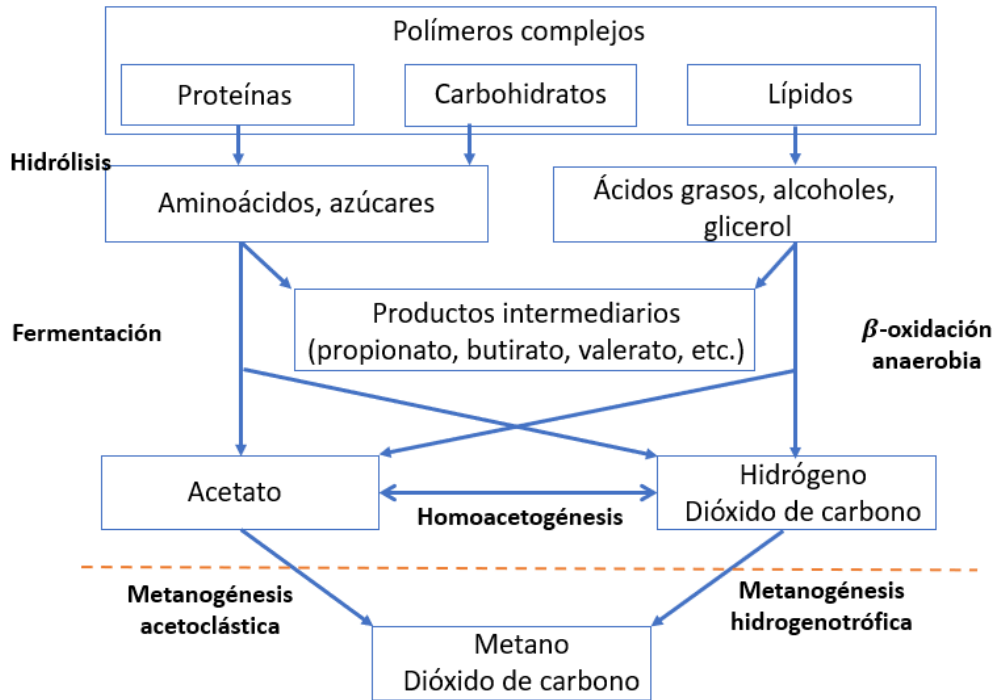 Polímeros complejos
Proteínas
Carbohidratos
Lípidos
Hidrólisis
Aminoácidos, azúcares
Ácidos grasos, alcoholes,
glicerol
Fermentación
Productos intermediarios
(propionato, butirato, valerato, etc.)
β-oxidación
anaerobia
Acetato
Homoacetogénesis
Hidrógeno
Dióxido de carbono
Metanogénesis
acetoclástica
Metanogénesis
hidrogenotrófica
Metano
Dióxido de carbono